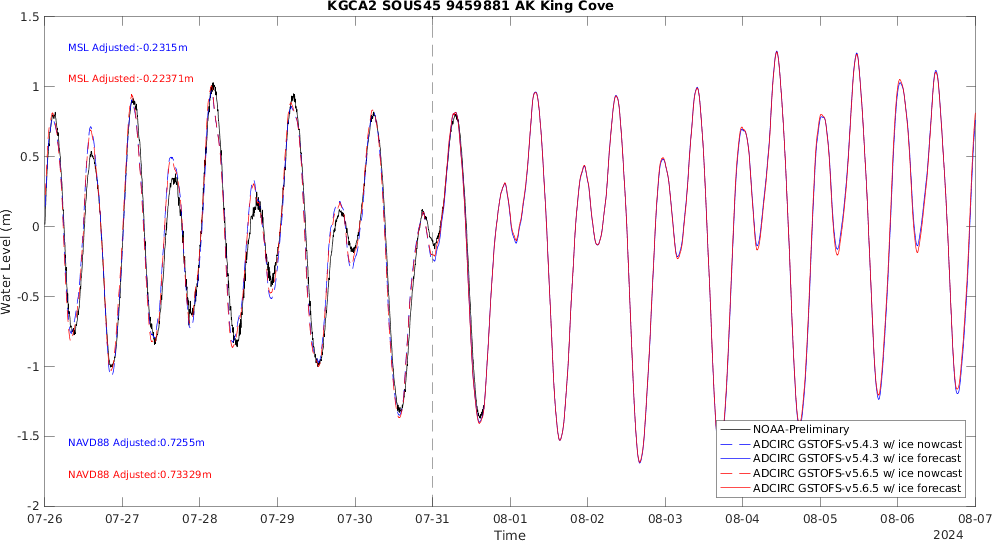 KGCA2 SOUS45 9459881 AK King Cove
1.5
1
0.5
0
-0.5
-1
-1.5
-2
Water Level (m)
MSL Adjusted:-0.2315m
MSL Adjusted:-0.22371m
NAVD88 Adjusted:0.7255m
NAVD88 Adjusted:0.73329m
NOAA-Preliminary
ADCIRC GSTOFS-v5.4.3 w/ ice nowcast
ADCIRC GSTOFS-v5.4.3 w/ ice forecast
ADCIRC GSTOFS-v5.6.5 w/ ice nowcast
ADCIRC GSTOFS-v5.6.5 w/ ice forecast
07-26 07-27 07-28 07-29 07-30 07-31 08-01 08-02 08-03 08-04 08-05 08-06 08-07
Time
2024